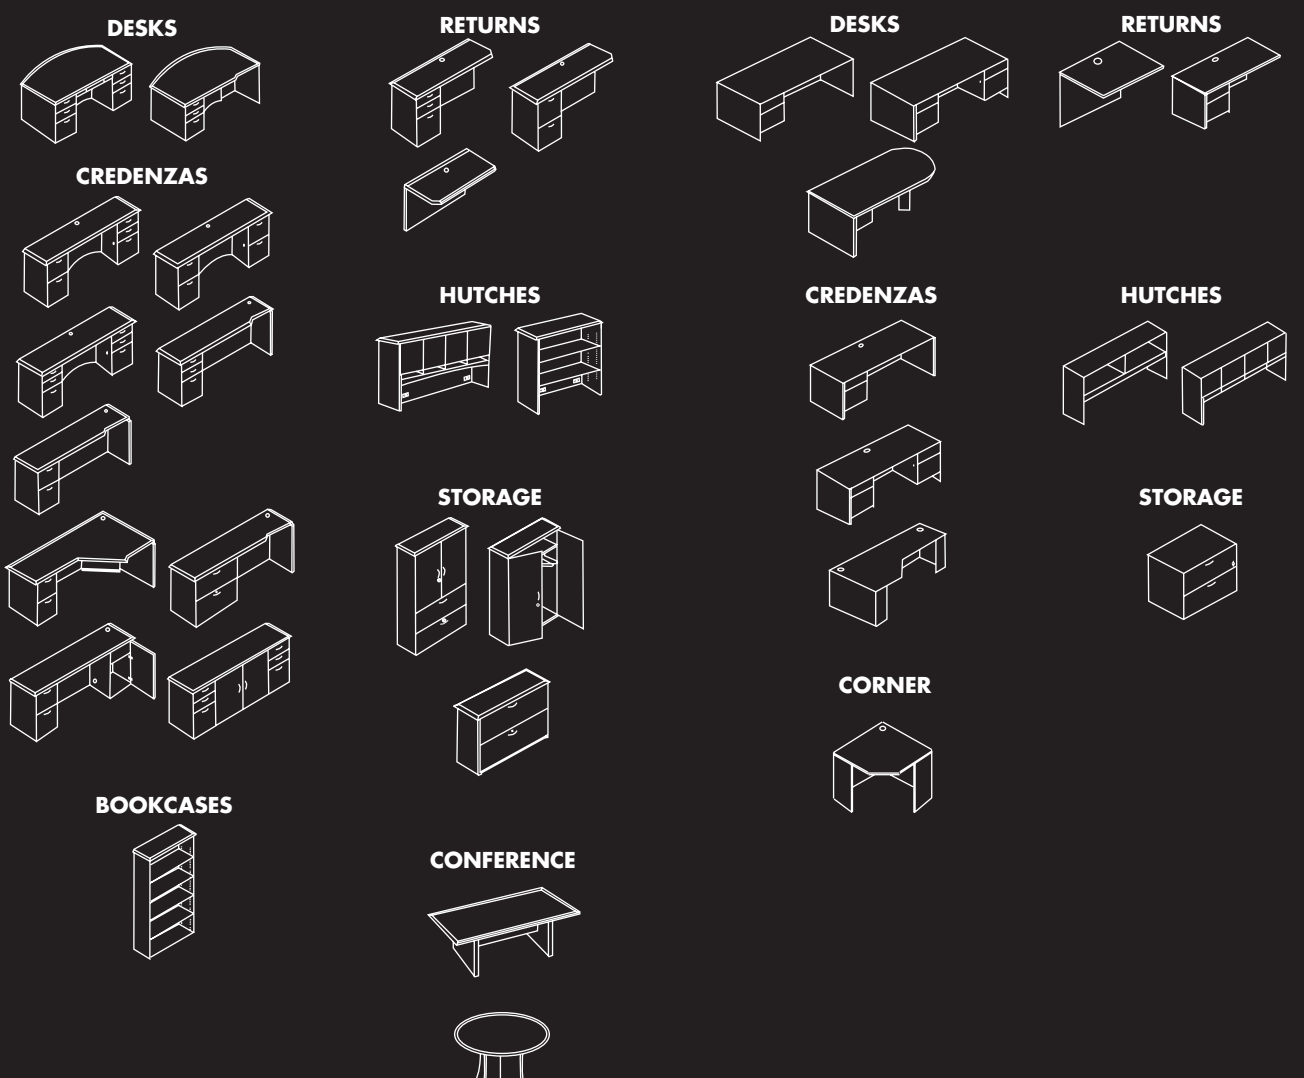 DESKS
CREDENZAS
BOOKCASES
RETURNS
HUTCHES
STORAGE
CONFERENCE
DESKS
CREDENZAS
CORNER
RETURNS
HUTCHES
STORAGE